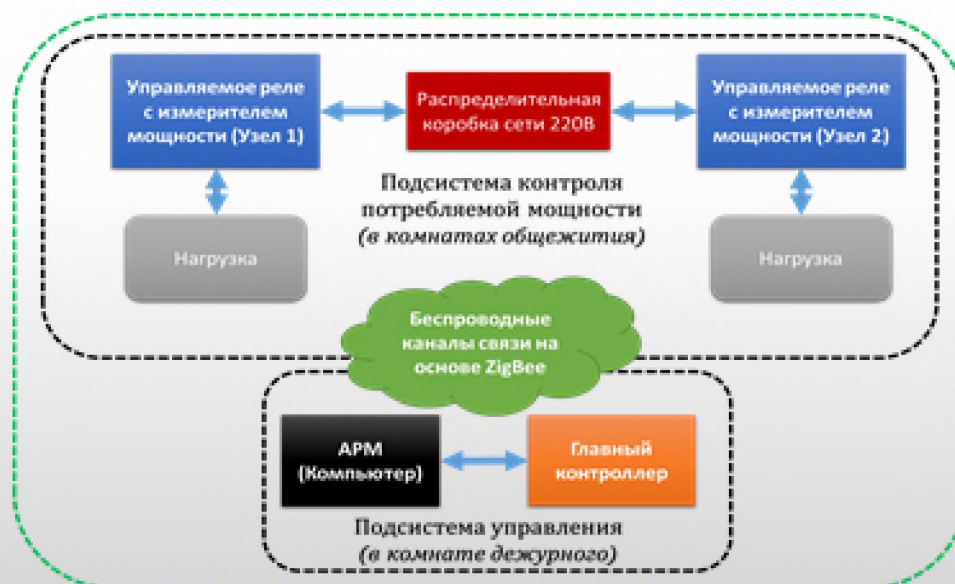 Управляемое реле
с измерителем
мощности (Узел 1)
Распределительная
коробка сети 220В
Управляемое реле
с измерителем
мощности (Узел 2)
Подсистема контроля
потребляемой мощности
(в комнатах общежития)
Нагрузка
Нагрузка
Беспроводные
каналы связи на
основе ZigBee
АРМ
(Компьютер)
Главный
контроллер
Подсистема управления
(в комнате дежурного)